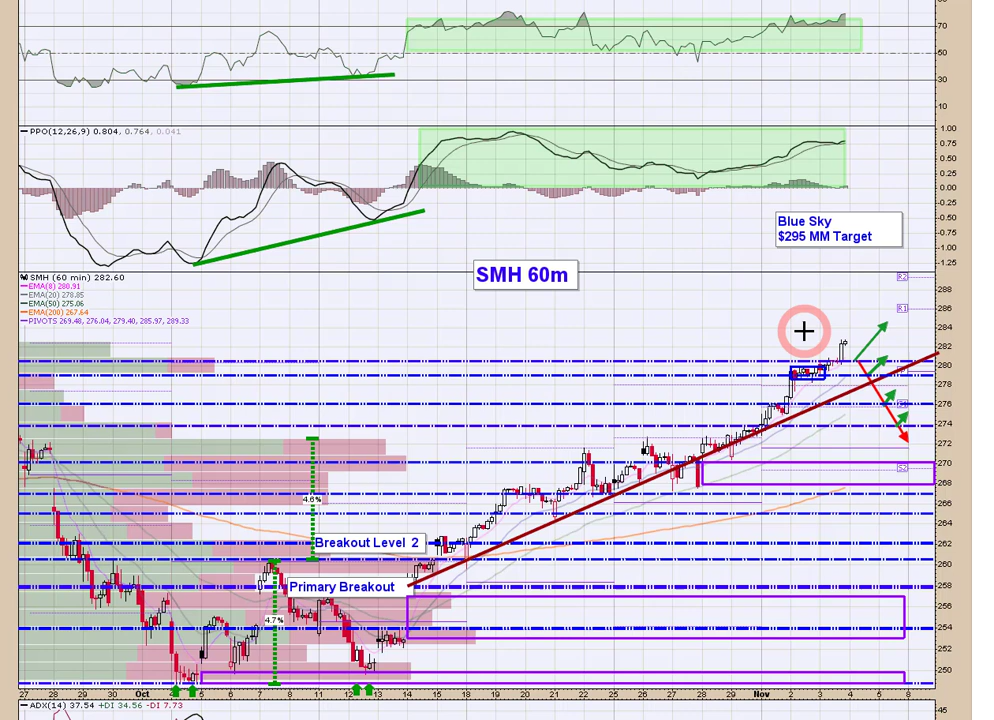 70
50
30
10
PPO(12,26,9) 0.804, 0.764, 0.041
1.00
0.75
0.50
0.25
0.00
-0.25
-0.50
-0.75
-1.00
-1.25
Blue Sky
$295 MM Target
SMH 60m
SMH (60 min) 282.60
EMA(8) 280.91
EMA(20) 278.85
EMA(50) 275.06
EMA(200) 267.64
PIVOTS 269.48, 276.04, 279.40, 285.97, 289.33
R2
R1
S2
288
286
284
282
280
278
276
274
272
270
268
266
264
262
260
258
256
254
252
250
4.6%
Breakout Level 2
Primary Breakout
4.7%
27 28 29 30 Oct 4 5 6 7 8 11 12 13 14 15 18 19 20 21 22 25 26 27 28 29 Nov 2 3 4 5 8
ADX(14) 37.54 +DI 34.56 -DI 7.73
45